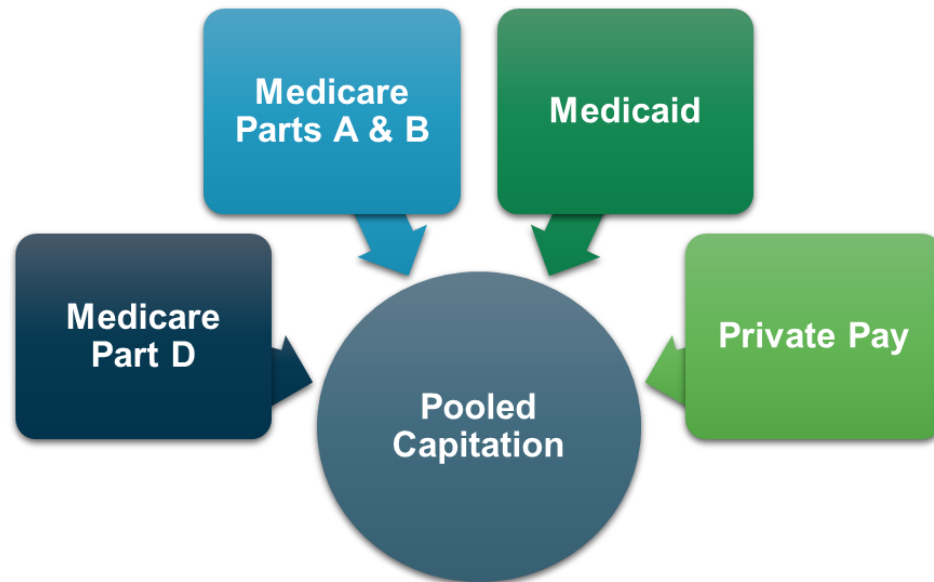 Medicare
Parts A & B
Medicaid
Medicare
Part D
Private Pay
Pooled
Capitation